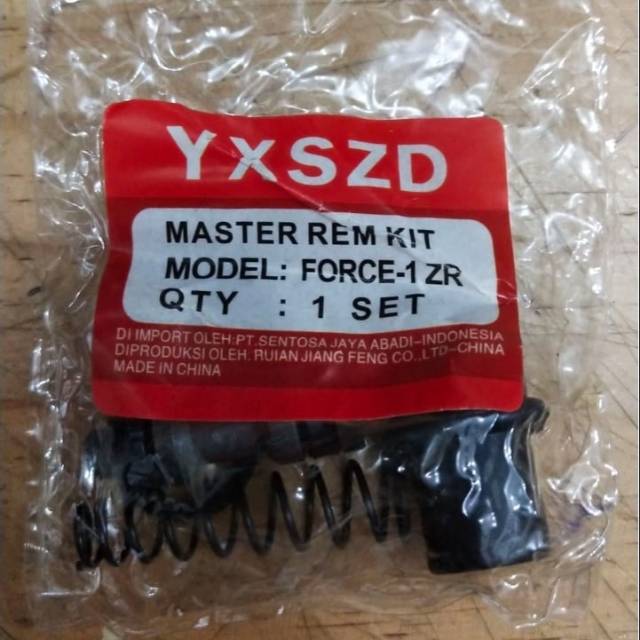 YXSZD
MASTER REM KIT
MODEL: FORCE-1 ZR
QTY : 1 SET
DI IMPORT OLEH:PT.SENTOSA JAYA ABADI-INDONESIA
DIPRODUKSI OLEH: RUIAN JIANG FENG CO.,LTD-CHINA
MADE IN CHINA